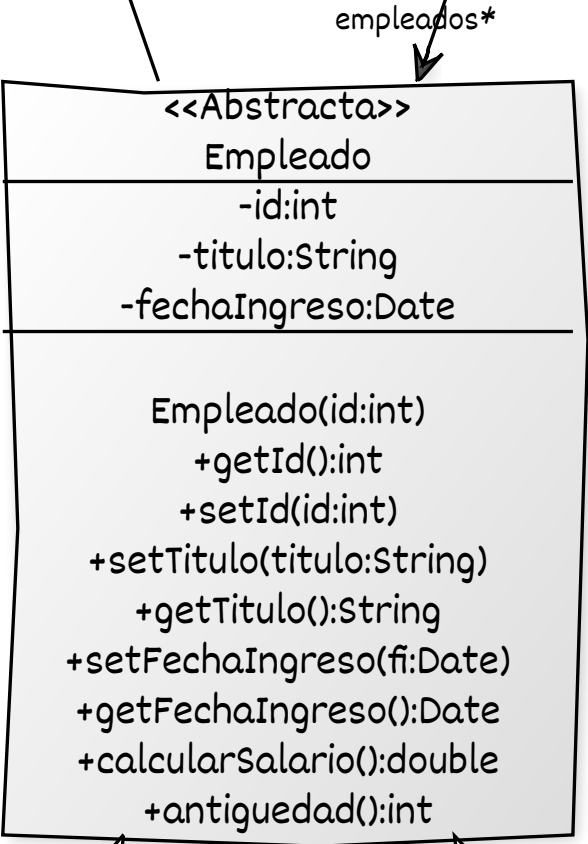 empleados*
<<Abstracta>>
Empleado
-id:int
-titulo:String
-fechaIngreso:Date
Empleado(id:int)
+getId():int
+setId(id:int)
+setTitulo(titulo:String)
+getTitulo():String
+setFechaIngreso(fi:Date)
+getFechaIngreso():Date
+calcularSalario():double
+antiguedad():int